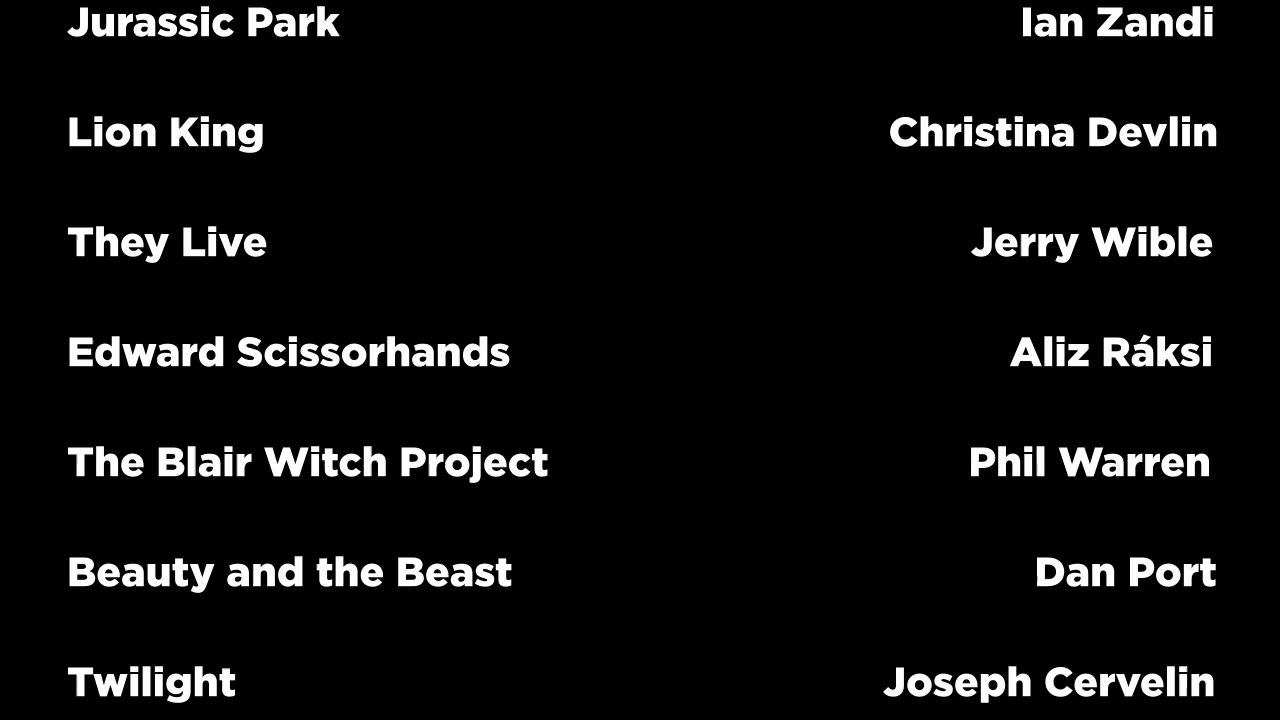 Jurassic Park Ian Zandi
Lion King Christina Devlin
They Live Jerry Wible
Edward Scissorhands Aliz Ráksi
The Blair Witch Project Phil Warren
Beauty and the Beast Dan Port
Twilight Joseph Cervelin